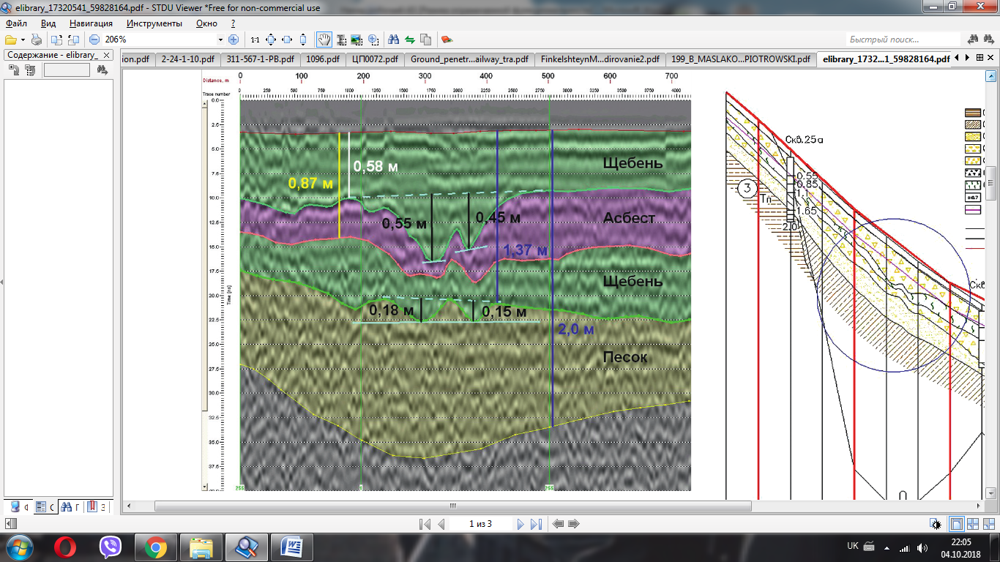 elibrary_17320541_59828164.pdf - STDU Viewer *Free for non-commercial use
Файл Вид Навигация Инструменты Окно ?
206% 1:1 Быстрый поиск...
Содержание - elibrary_
ion.pdf 2-24-1-10.pdf 311-567-1-PB.pdf 1096.pdf ЦП0072.pdf Ground_penetr...ailway_tra.pdf FinkelshteynM...dirovanie2.pdf 199_B_MASLAKO...PIOTROWSKI.pdf elibrary_1732...1_59828164.pdf
Distance, m 0 100 200 300 400 500 600 700
Trace number 0 250 500 750 1000 1250 1500 1750 2000 2250 2500 2750 3000 3250 3500 3750 4000
0.0
2.5
5.0
7.5
10.0
12.5
15.0
17.5
20.0
22.5
25.0
27.5
30.0
32.5
35.0
37.5
Time [ns]
0,58 м
0,87 м
Щебень
0,55 м
0,45 м
Асбест
1,37 м
Щебень
0,18 м
0,15 м
2,0 м
Песок
255 1 255
Скв.25а
0.55
0.85
1.1
1.65
2.0
3
Тп
Скв
1 из 3
UK
22:05
04.10.2018